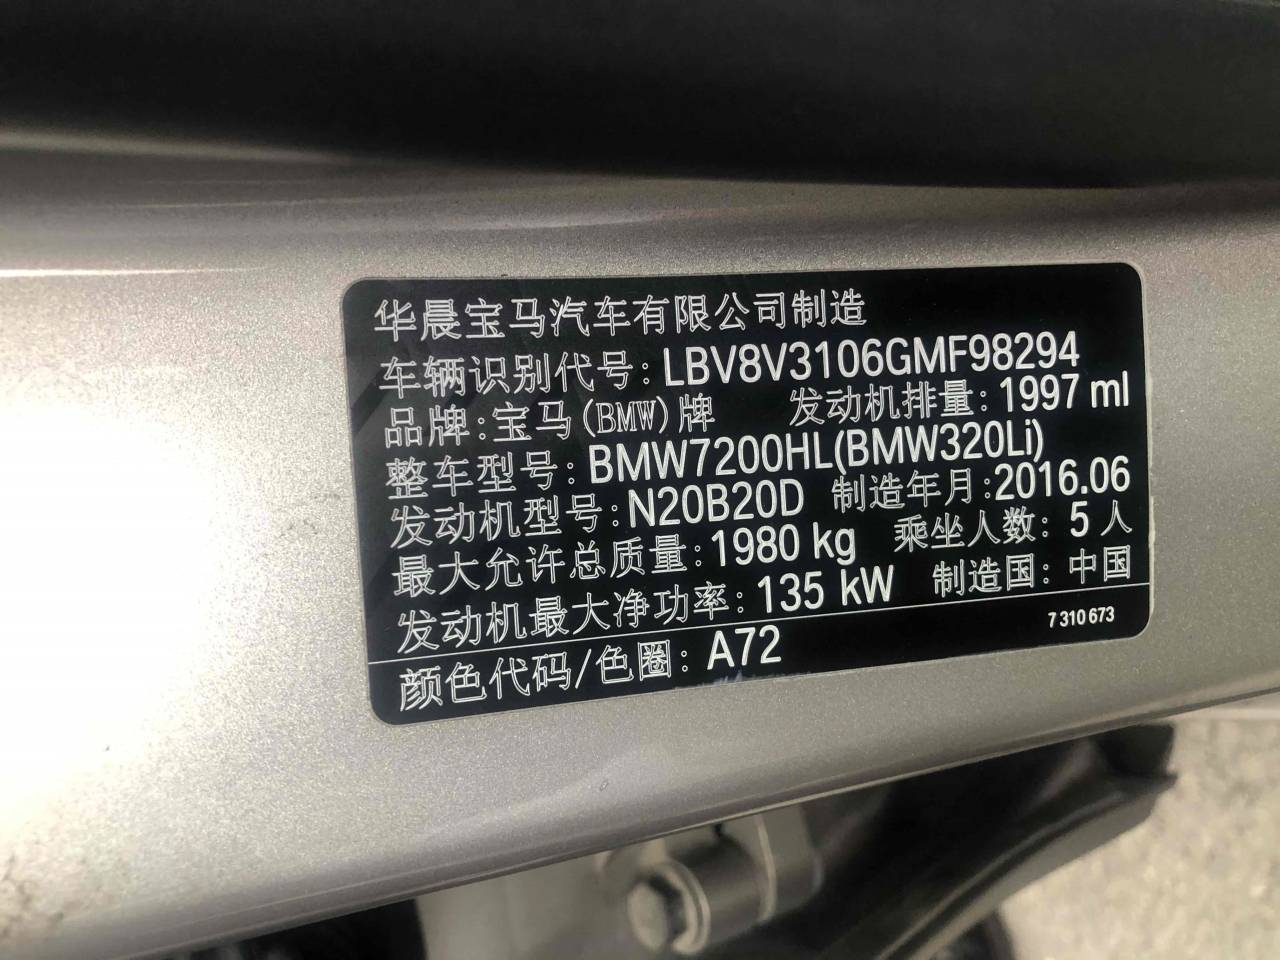 华晨宝马汽车有限公司制造
车辆识别代号: LBV8V3106GMF98294
品牌:宝马(BMW)牌 发动机排量: 1997 ml
整车型号: BMW7200HL(BMW320Li)
发动机型号: N20B20D 制造年月:2016.06
最大允许总质量: 1980 kg 乘坐人数: 5 人
发动机最大净功率: 135 kW 制造国: 中国
7 310 673
颜色代码/色圈: A72